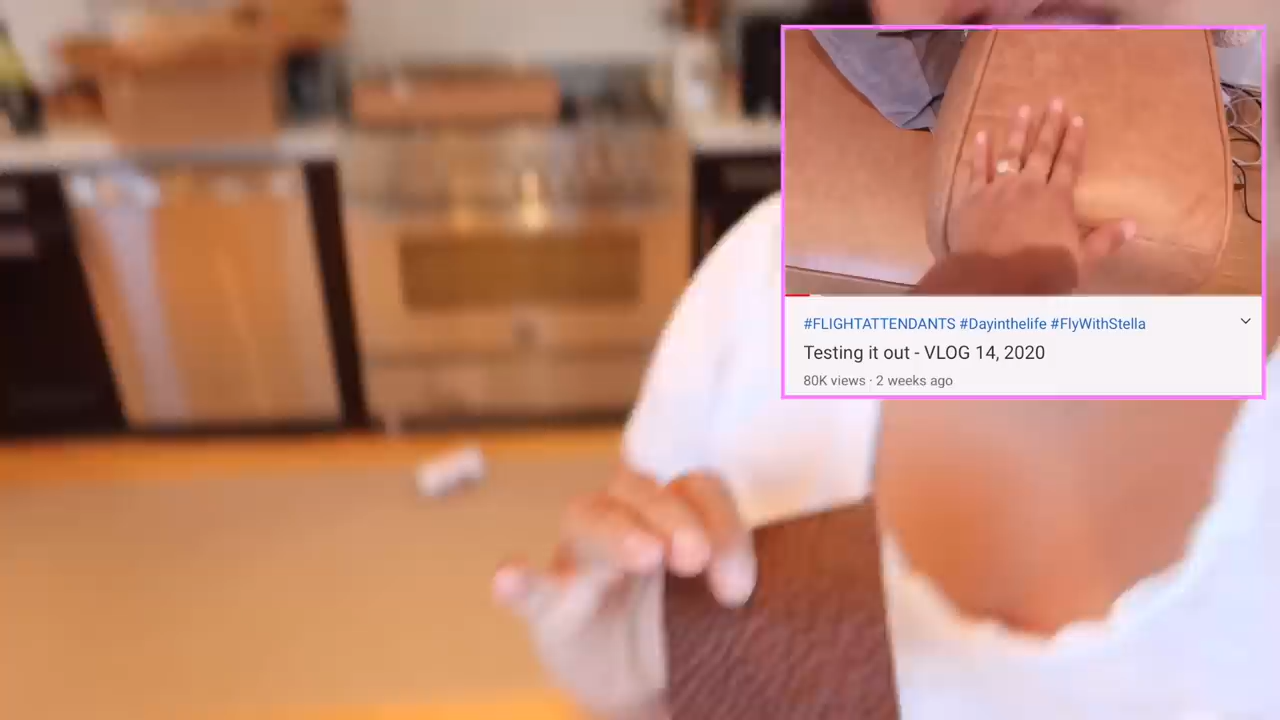 #FLIGHTATTENDANTS #Dayinthelife #FlyWithStella
Testing it out - VLOG 14, 2020
80K views · 2 weeks ago